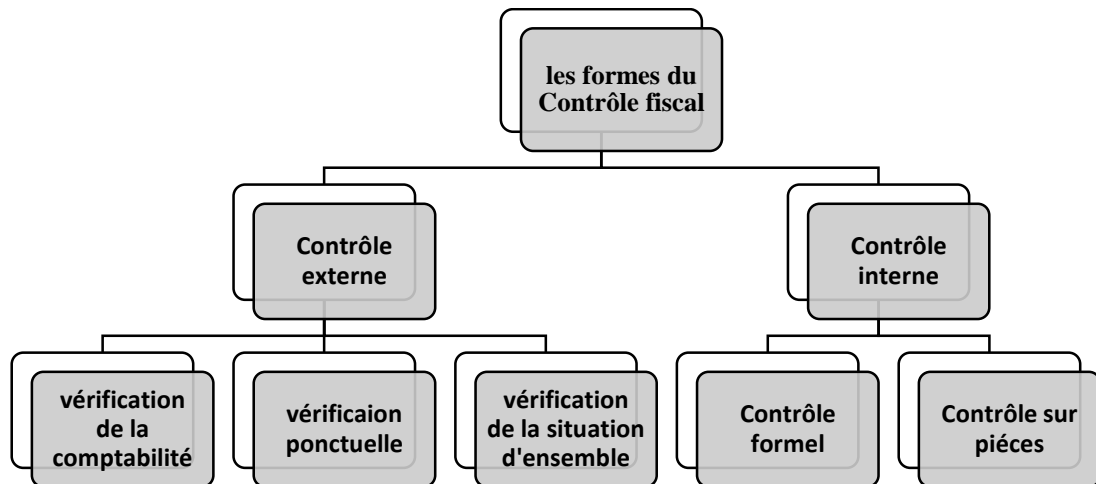 les formes du
Contrôle fiscal
Contrôle
externe
Contrôle
interne
vérification
de la
comptabilité
vérificaion
ponctuelle
vérification
de la situation
d'ensemble
Contrôle
formel
Contrôle sur
piéces